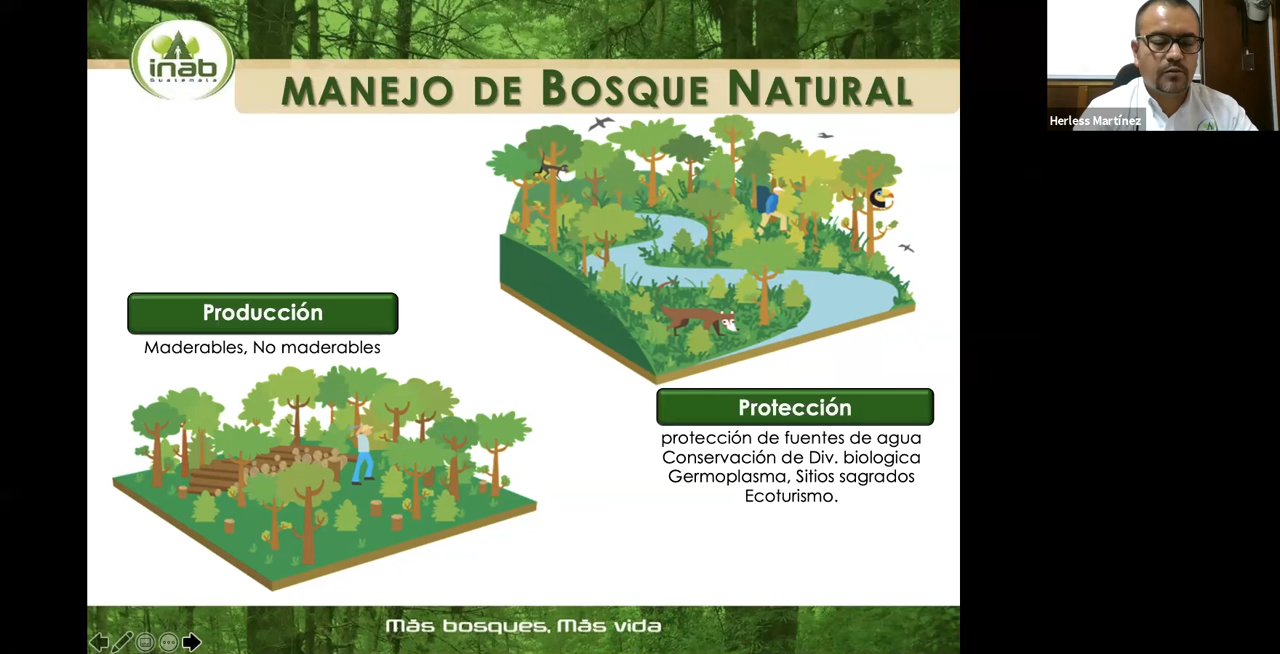 inab
Guatemala
MANEJO DE BOSQUE NATURAL
Herless Martínez
Producción
Maderables, No maderables
Protección
protección de fuentes de agua
Conservación de Div. biologica
Germoplasma, Sitios sagrados
Ecoturismo.
Más bosques, Más vida